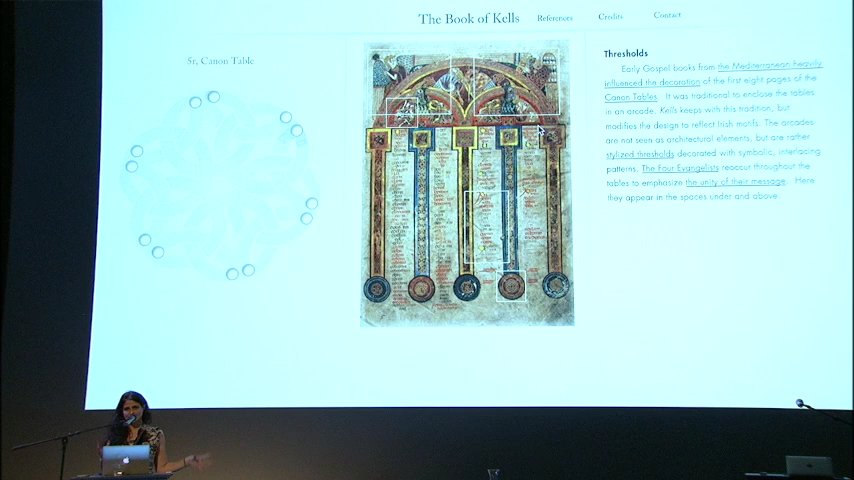 The Book of Kells
References
Credits
Contact
5r, Canon Table
Thresholds
Early Gospel books from the Mediterranean heavily
influenced the decoration of the first eight pages of the
Canon Tables. It was traditional to enclose the tables
in an arcade. Kells keeps with this tradition, but
modifies the design to reflect Irish motifs. The arcades
are not seen as architectural elements, but are rather
stylized thresholds decorated with symbolic, interlacing
patterns. The Four Evangelists reoccur throughout the
tables to emphasize the unity of their message. Here
they appear in the spaces under and above.